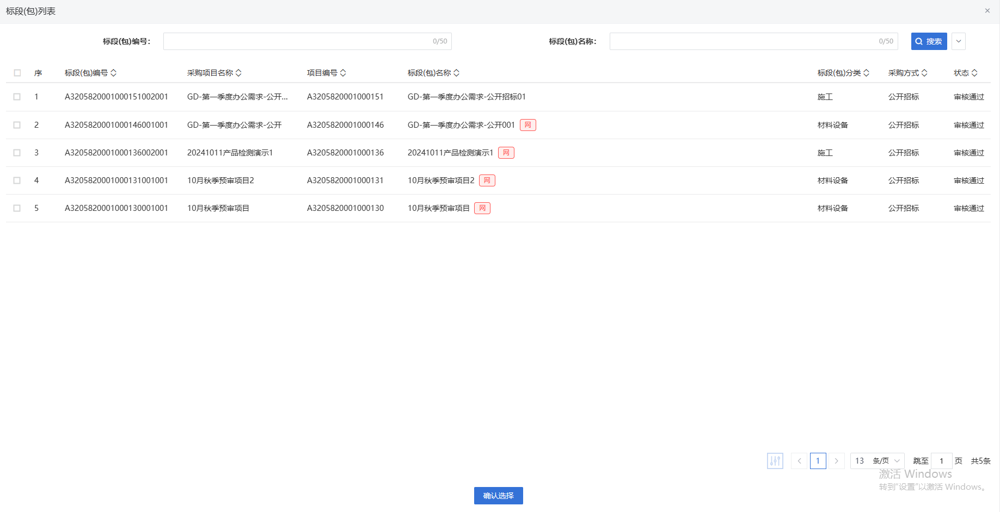 标段(包)列表
标段(包)编号： 0/50 标段(包)名称： 0/50 搜索
序 标段(包)编号 采购项目名称 项目编号 标段(包)名称 标段(包)分类 采购方式 状态
1 A3205820001000151002001 GD-第一季度办公需求-公开... A3205820001000151 GD-第一季度办公需求-公开招标01 施工 公开招标 审核通过
2 A3205820001000146001001 GD-第一季度办公需求-公开 A3205820001000146 GD-第一季度办公需求-公开001 网 材料设备 公开招标 审核通过
3 A3205820001000136002001 20241011产品检测演示1 A3205820001000136 20241011产品检测演示1 网 施工 公开招标 审核通过
4 A3205820001000131001001 10月秋季预审项目2 A3205820001000131 10月秋季预审项目2 网 材料设备 公开招标 审核通过
5 A3205820001000130001001 10月秋季预审项目 A3205820001000130 10月秋季预审项目 网 材料设备 公开招标 审核通过
1 13 条/页 跳至 1 页 共5条
激活 Windows
转到"设置"以激活 Windows。
确认选择